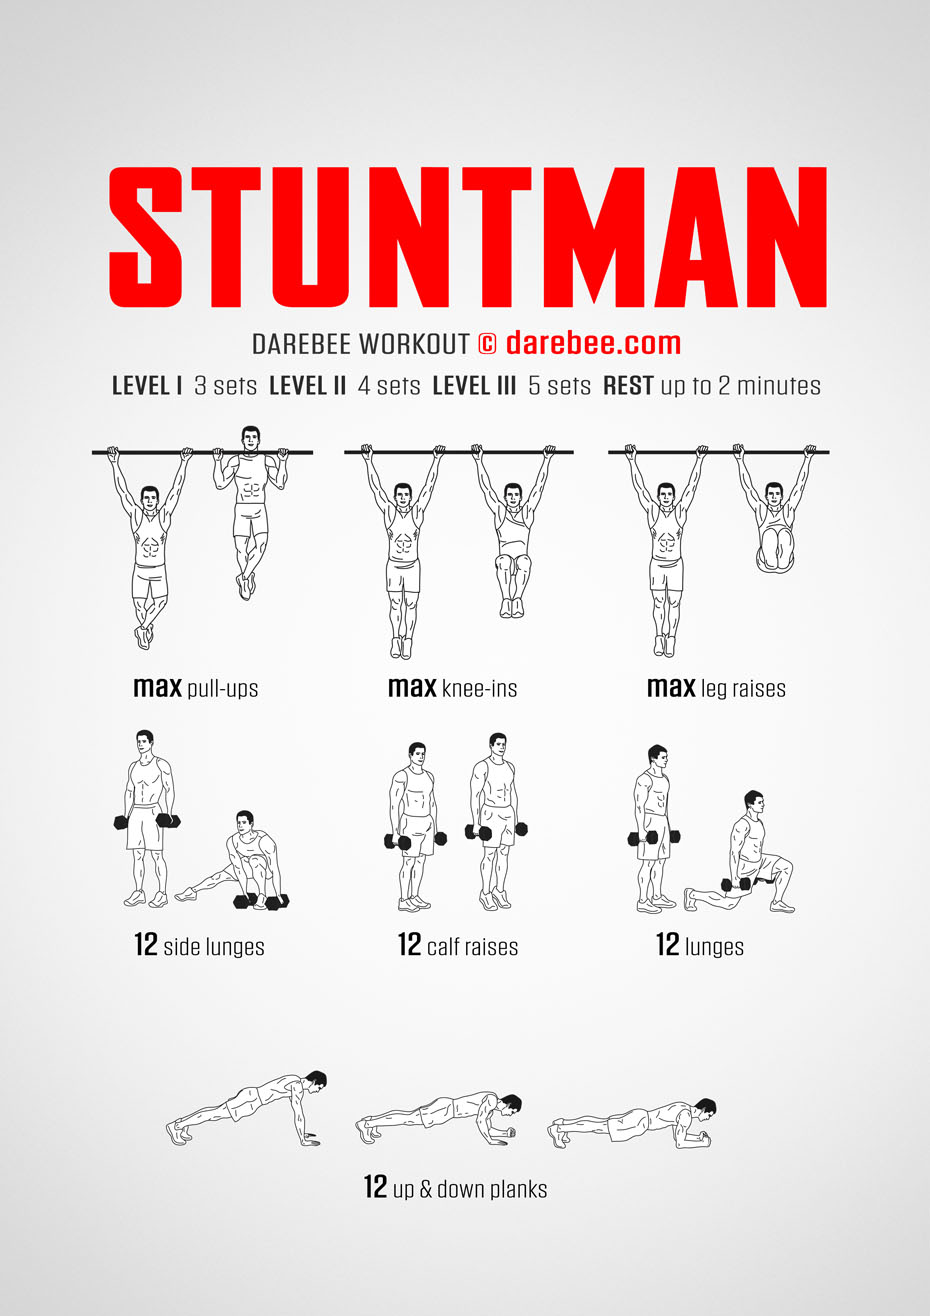 STUNTMAN
DAREBEE WORKOUT © darebee.com
LEVEL I 3 sets LEVEL II 4 sets LEVEL III 5 sets REST up to 2 minutes
max pull-ups
max knee-ins
max leg raises
12 side lunges
12 calf raises
12 lunges
12 up & down planks